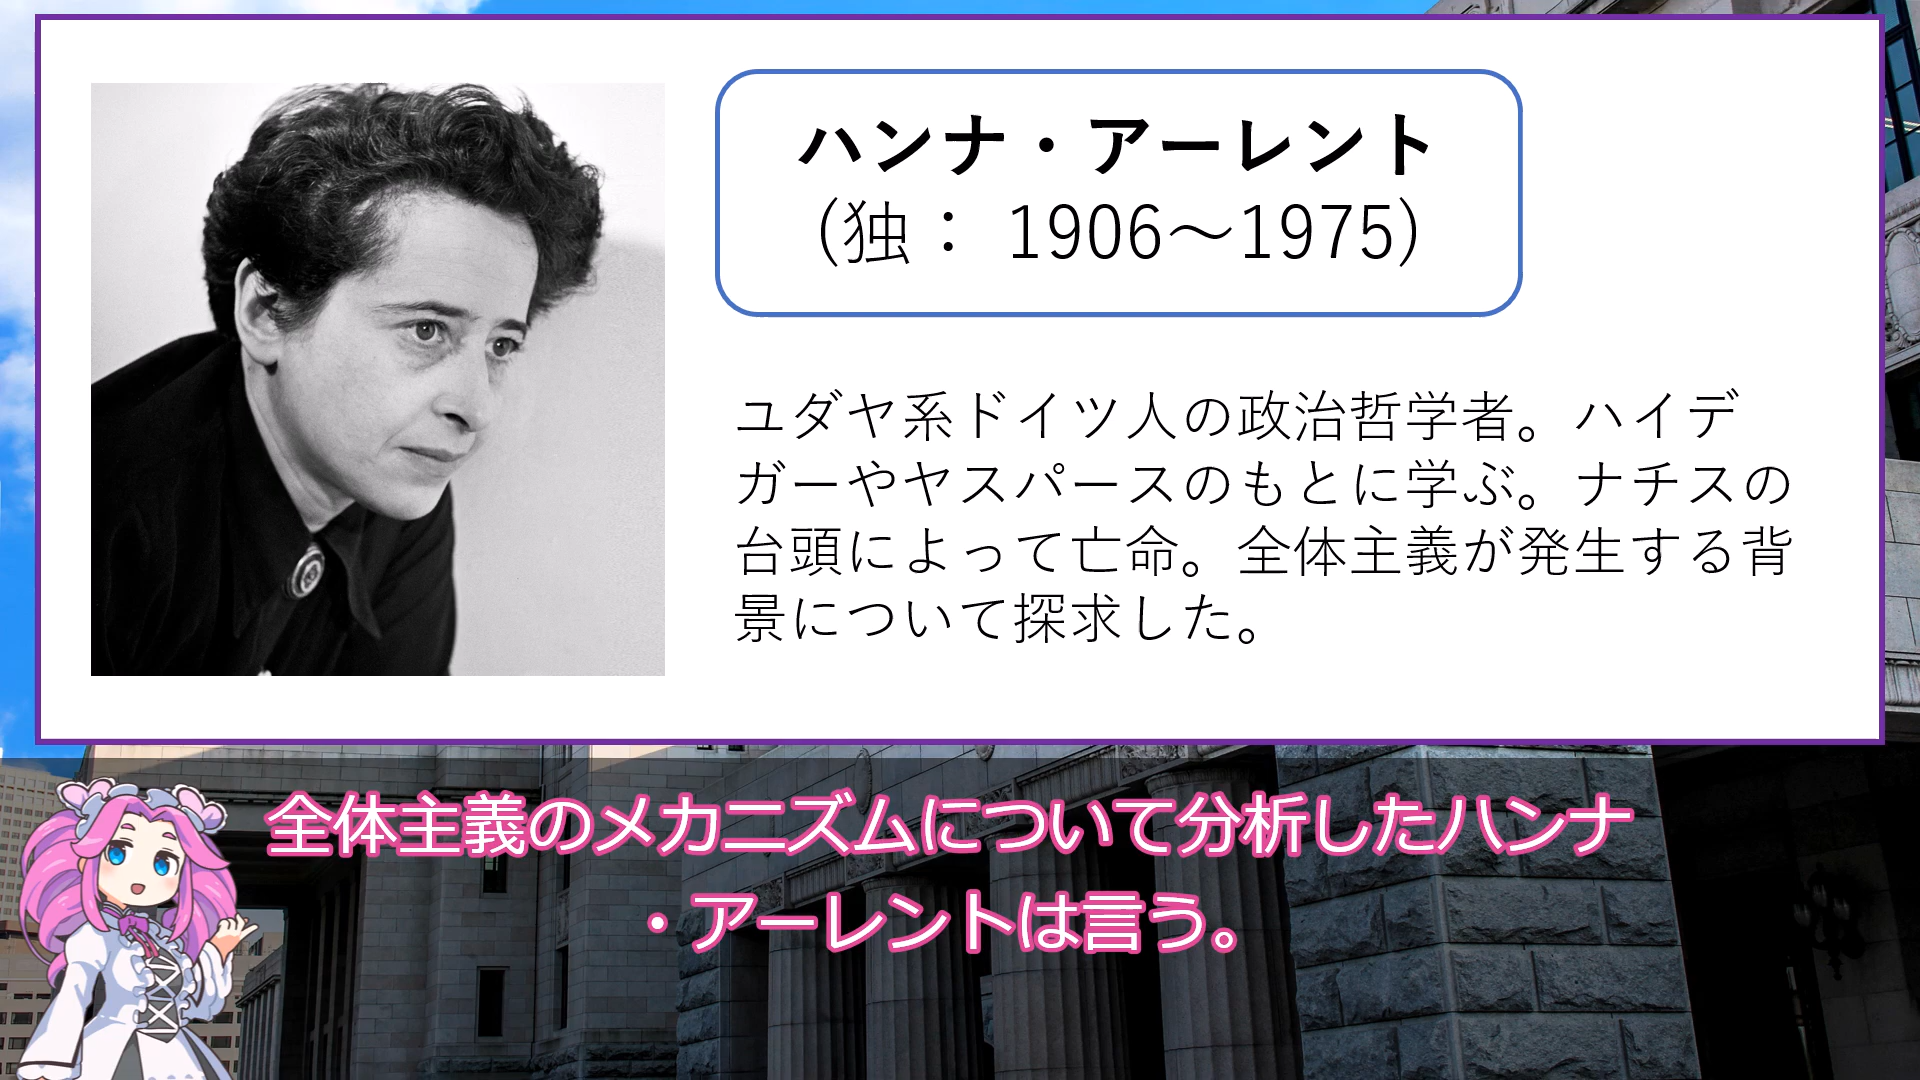 ハンナ・アーレント
(独： 1906～1975)
ユダヤ系ドイツ人の政治哲学者。ハイデ
ガーやヤスパースのもとに学ぶ。ナチスの
台頭によって亡命。全体主義が発生する背
景について探求した。
全体主義のメカニズムについて分析したハンナ
・アーレントは言う。